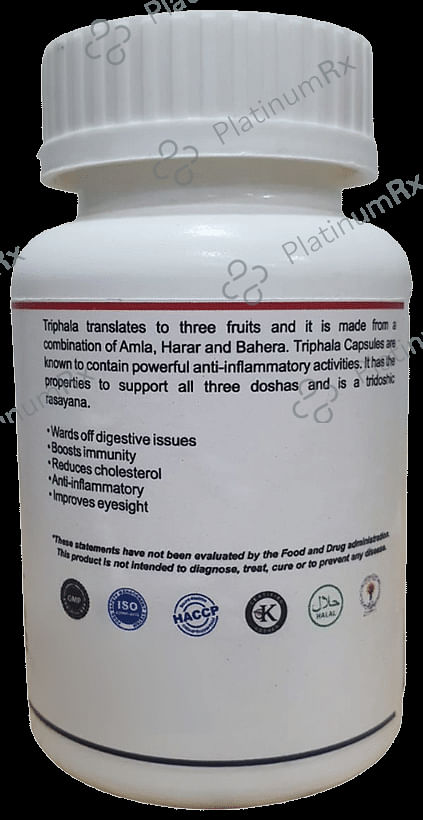 PlatinumRx
PlatinumRx
PlatinumRx
Triphala translates to three fruits and it is made from a
combination of Amla, Harar and Bahera. Triphala Capsules are
known to contain powerful anti-inflammatory activities. It has the
properties to support all three doshas and is a tridoshic
rasayana.
•Wards off digestive issues
•Boosts immunity
•Reduces cholesterol
•Anti-inflammatory
•Improves eyesight
*These statements have not been evaluated by the Food and Drug administration.
This product is not intended to diagnose, treat, cure or to prevent any disease.
GMP
ISO
HACCP
K
حلال
HALAL